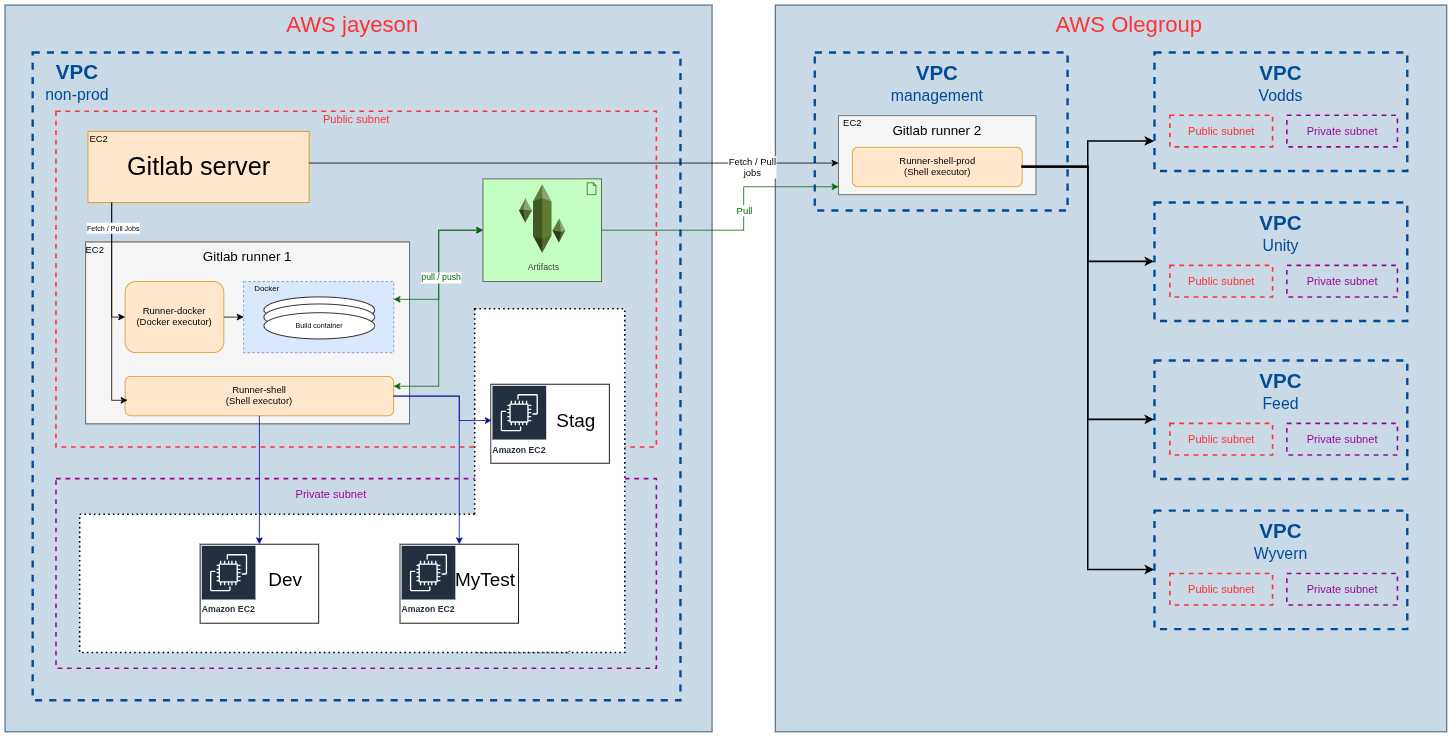 AWS jayeson
VPC
non-prod
Public subnet
EC2
Gitlab server
Fetch / Pull Jobs
EC2
Gitlab runner 1
Runner-docker
(Docker executor)
Docker
Build container
Runner-shell
(Shell executor)
pull / push
Artifacts
Stag
Amazon EC2
Private subnet
Dev
Amazon EC2
MyTest
Amazon EC2
Fetch / Pull
jobs
Pull
AWS Olegroup
VPC
management
EC2
Gitlab runner 2
Runner-shell-prod
(Shell executor)
VPC
Vodds
Public subnet
Private subnet
VPC
Unity
Public subnet
Private subnet
VPC
Feed
Public subnet
Private subnet
VPC
Wyvern
Public subnet
Private subnet